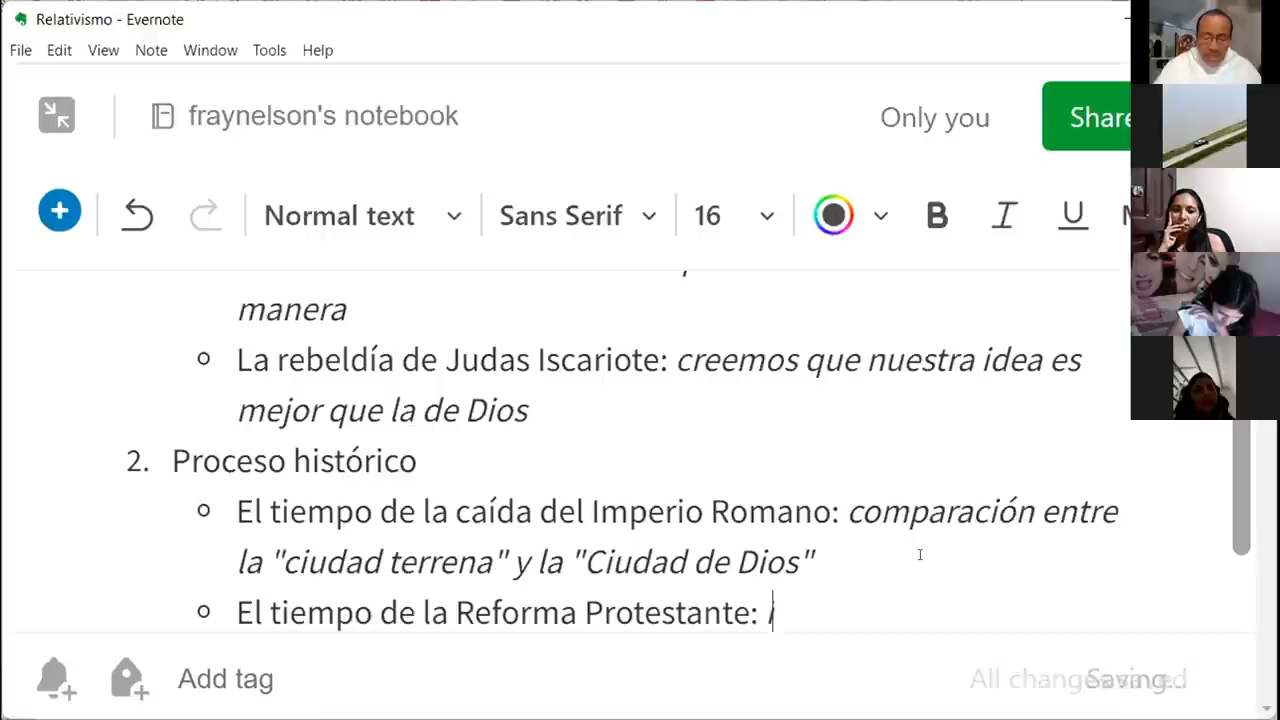 Relativismo - Evernote
File Edit View Note Window Tools Help
fraynelson's notebook
Only you
Share
Normal text
Sans Serif
16
B I U
manera
La rebeldía de Judas Iscariote: creemos que nuestra idea es
mejor que la de Dios
2. Proceso histórico
El tiempo de la caída del Imperio Romano: comparación entre
la "ciudad terrena" y la "Ciudad de Dios"
El tiempo de la Reforma Protestante: i
Add tag
Saving...